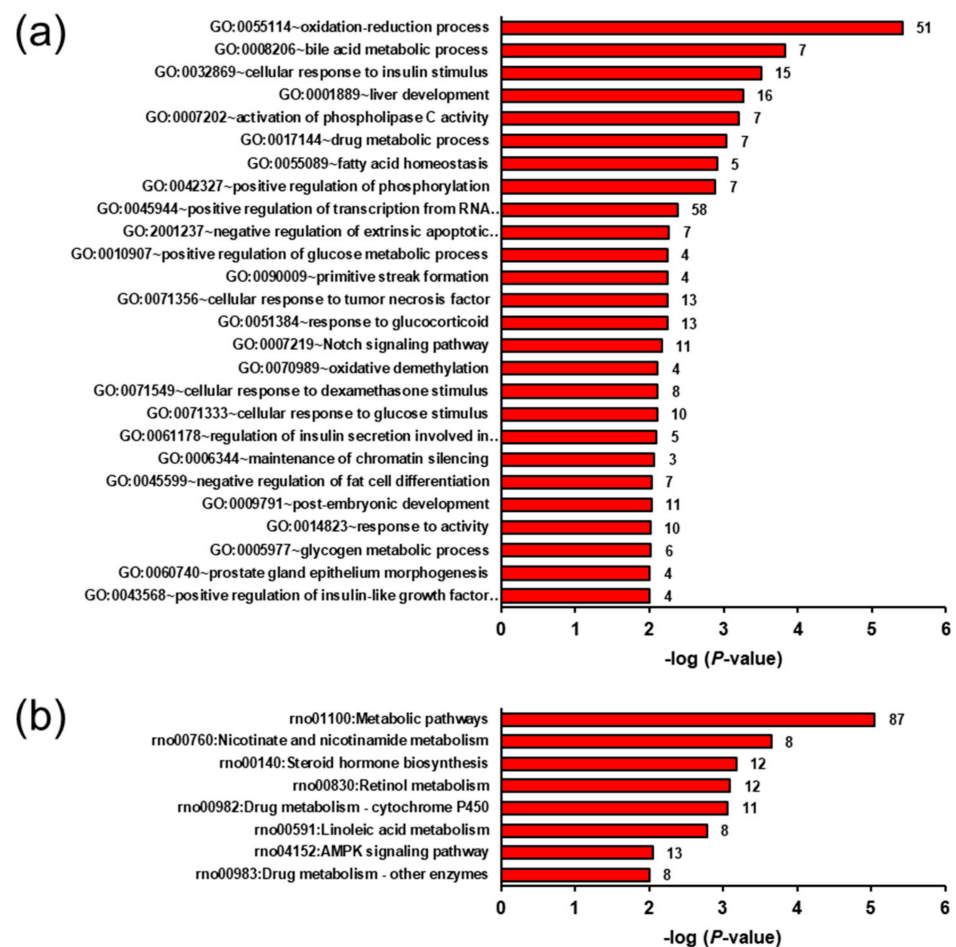 (a)
GO:0055114~oxidation-reduction process 51
GO:0008206~bile acid metabolic process 7
GO:0032869~cellular response to insulin stimulus 15
GO:0001889~liver development 16
GO:0007202~activation of phospholipase C activity 7
GO:0017144~drug metabolic process 7
GO:0055089~fatty acid homeostasis 5
GO:0042327~positive regulation of phosphorylation 7
GO:0045944~positive regulation of transcription from RNA.. 58
GO:2001237~negative regulation of extrinsic apoptotic.. 7
GO:0010907~positive regulation of glucose metabolic process 4
GO:0090009~primitive streak formation 4
GO:0071356~cellular response to tumor necrosis factor 13
GO:0051384~response to glucocorticoid 13
GO:0007219~Notch signaling pathway 11
GO:0070989~oxidative demethylation 4
GO:0071549~cellular response to dexamethasone stimulus 8
GO:0071333~cellular response to glucose stimulus 10
GO:0061178~regulation of insulin secretion involved in.. 5
GO:0006344~maintenance of chromatin silencing 3
GO:0045599~negative regulation of fat cell differentiation 7
GO:0009791~post-embryonic development 11
GO:0014823~response to activity 10
GO:0005977~glycogen metabolic process 6
GO:0060740~prostate gland epithelium morphogenesis 4
GO:0043568~positive regulation of insulin-like growth factor.. 4
0 1 2 3 4 5 6
-log (P-value)
(b)
rno01100:Metabolic pathways 87
rno00760:Nicotinate and nicotinamide metabolism 8
rno00140:Steroid hormone biosynthesis 12
rno00830:Retinol metabolism 12
rno00982:Drug metabolism - cytochrome P450 11
rno00591:Linoleic acid metabolism 8
rno04152:AMPK signaling pathway 13
rno00983:Drug metabolism - other enzymes 8
0 1 2 3 4 5 6
-log (P-value)